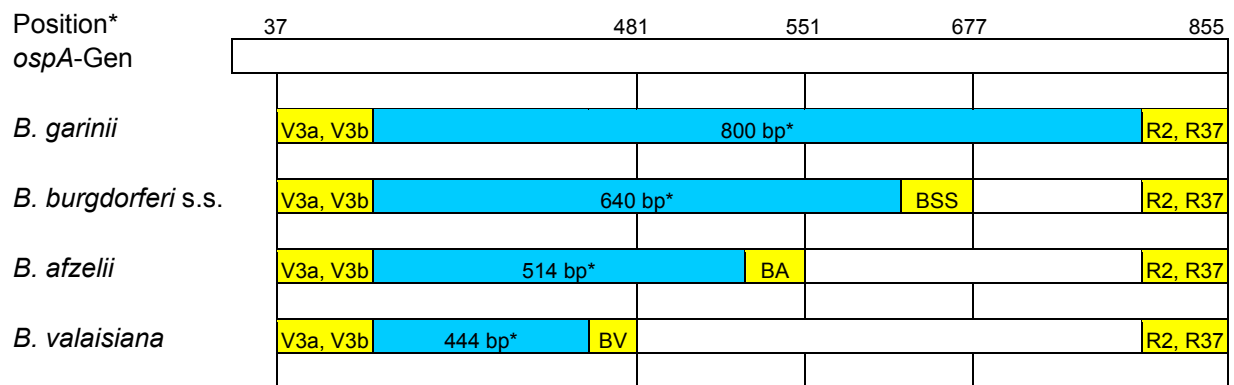 Position* 37 481 551 677 855
ospA-Gen
B. garinii V3a, V3b 800 bp* R2, R37
B. burgdorferi s.s. V3a, V3b 640 bp* BSS R2, R37
B. afzelii V3a, V3b 514 bp* BA R2, R37
B. valaisiana V3a, V3b 444 bp* BV R2, R37